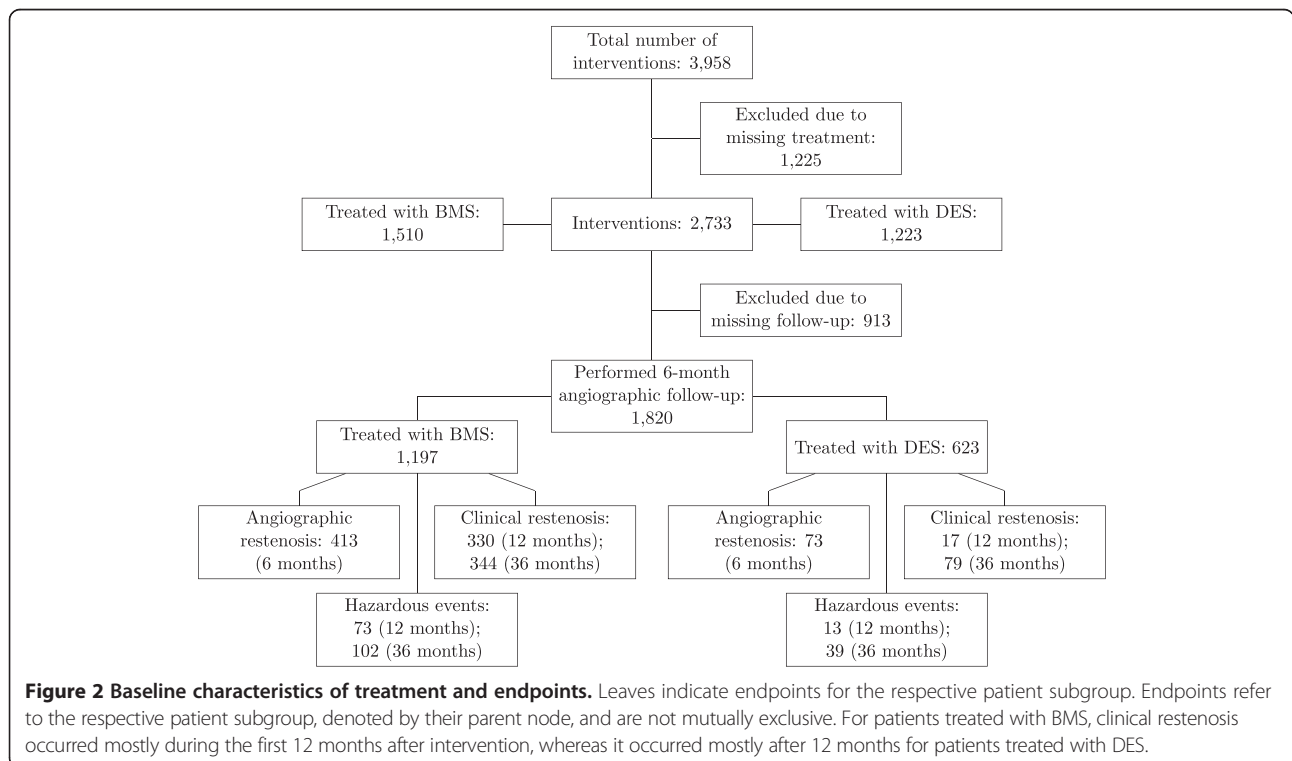 Total number of
interventions: 3,958
Excluded due to
missing treatment:
1,225
Treated with BMS:
1,510
Interventions: 2,733
Treated with DES:
1,223
Excluded due to
missing follow-up: 913
Performed 6-month
angiographic follow-up:
1,820
Treated with BMS:
1,197
Treated with DES: 623
Angiographic
restenosis: 413
(6 months)
Clinical restenosis:
330 (12 months);
344 (36 months)
Angiographic
restenosis: 73
(6 months)
Clinical restenosis:
17 (12 months);
79 (36 months)
Hazardous events:
73 (12 months);
102 (36 months)
Hazardous events:
13 (12 months);
39 (36 months)
Figure 2 Baseline characteristics of treatment and endpoints. Leaves indicate endpoints for the respective patient subgroup. Endpoints refer
to the respective patient subgroup, denoted by their parent node, and are not mutually exclusive. For patients treated with BMS, clinical restenosis
occurred mostly during the first 12 months after intervention, whereas it occurred mostly after 12 months for patients treated with DES.